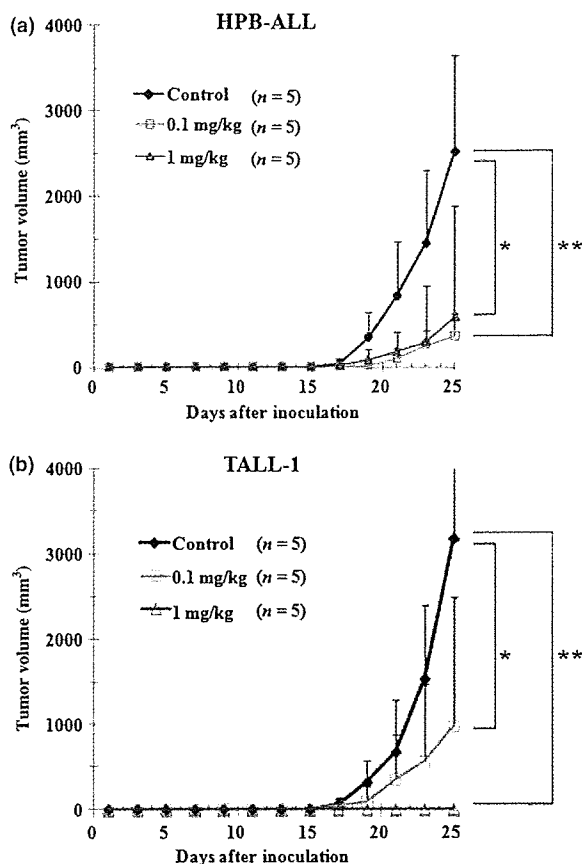 (a)
HPB-ALL
4000
3000
2000
1000
0
Tumor volume (mm³)
Control (n = 5)
0.1 mg/kg (n = 5)
1 mg/kg (n = 5)
*
**
0 5 10 15 20 25
Days after inoculation
(b)
TALL-1
4000
3000
2000
1000
0
Tumor volume (mm³)
Control (n = 5)
0.1 mg/kg (n = 5)
1 mg/kg (n = 5)
*
**
0 5 10 15 20 25
Days after inoculation